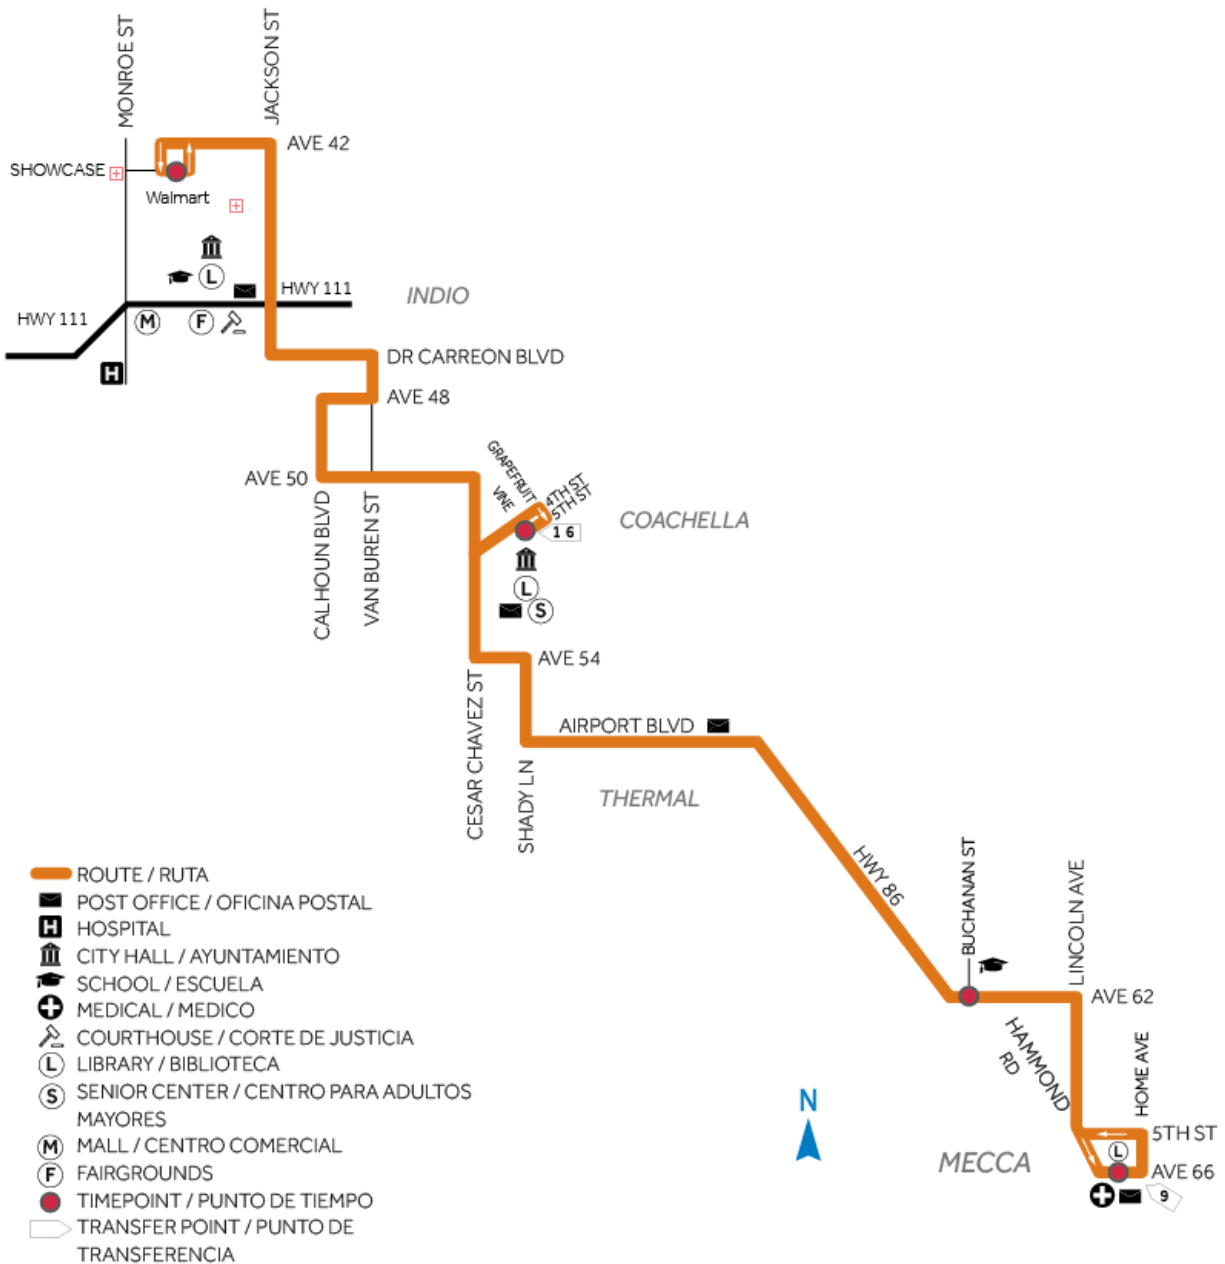 MONROE ST
JACKSON ST
AVE 42
SHOWCASE
Walmart
L
HWY 111
INDIO
HWY 111
M
F
H
DR CARREON BLVD
AVE 48
AVE 50
GRAPEFRUIT
VINE
4TH ST
5TH ST
1 6
COACHELLA
CALHOUN BLVD
VAN BUREN ST
L
S
AVE 54
CESAR CHAVEZ ST
AIRPORT BLVD
SHADY LN
THERMAL
HWY 86
BUCHANAN ST
LINCOLN AVE
AVE 62
HAMMOND
RD
HOME AVE
5TH ST
L
AVE 66
MECCA
9
N
ROUTE / RUTA
POST OFFICE / OFICINA POSTAL
H HOSPITAL
CITY HALL / AYUNTAMIENTO
SCHOOL / ESCUELA
MEDICAL / MEDICO
COURTHOUSE / CORTE DE JUSTICIA
L LIBRARY / BIBLIOTECA
S SENIOR CENTER / CENTRO PARA ADULTOS
MAYORES
M MALL / CENTRO COMERCIAL
F FAIRGROUNDS
TIMEPOINT / PUNTO DE TIEMPO
TRANSFER POINT / PUNTO DE
TRANSFERENCIA